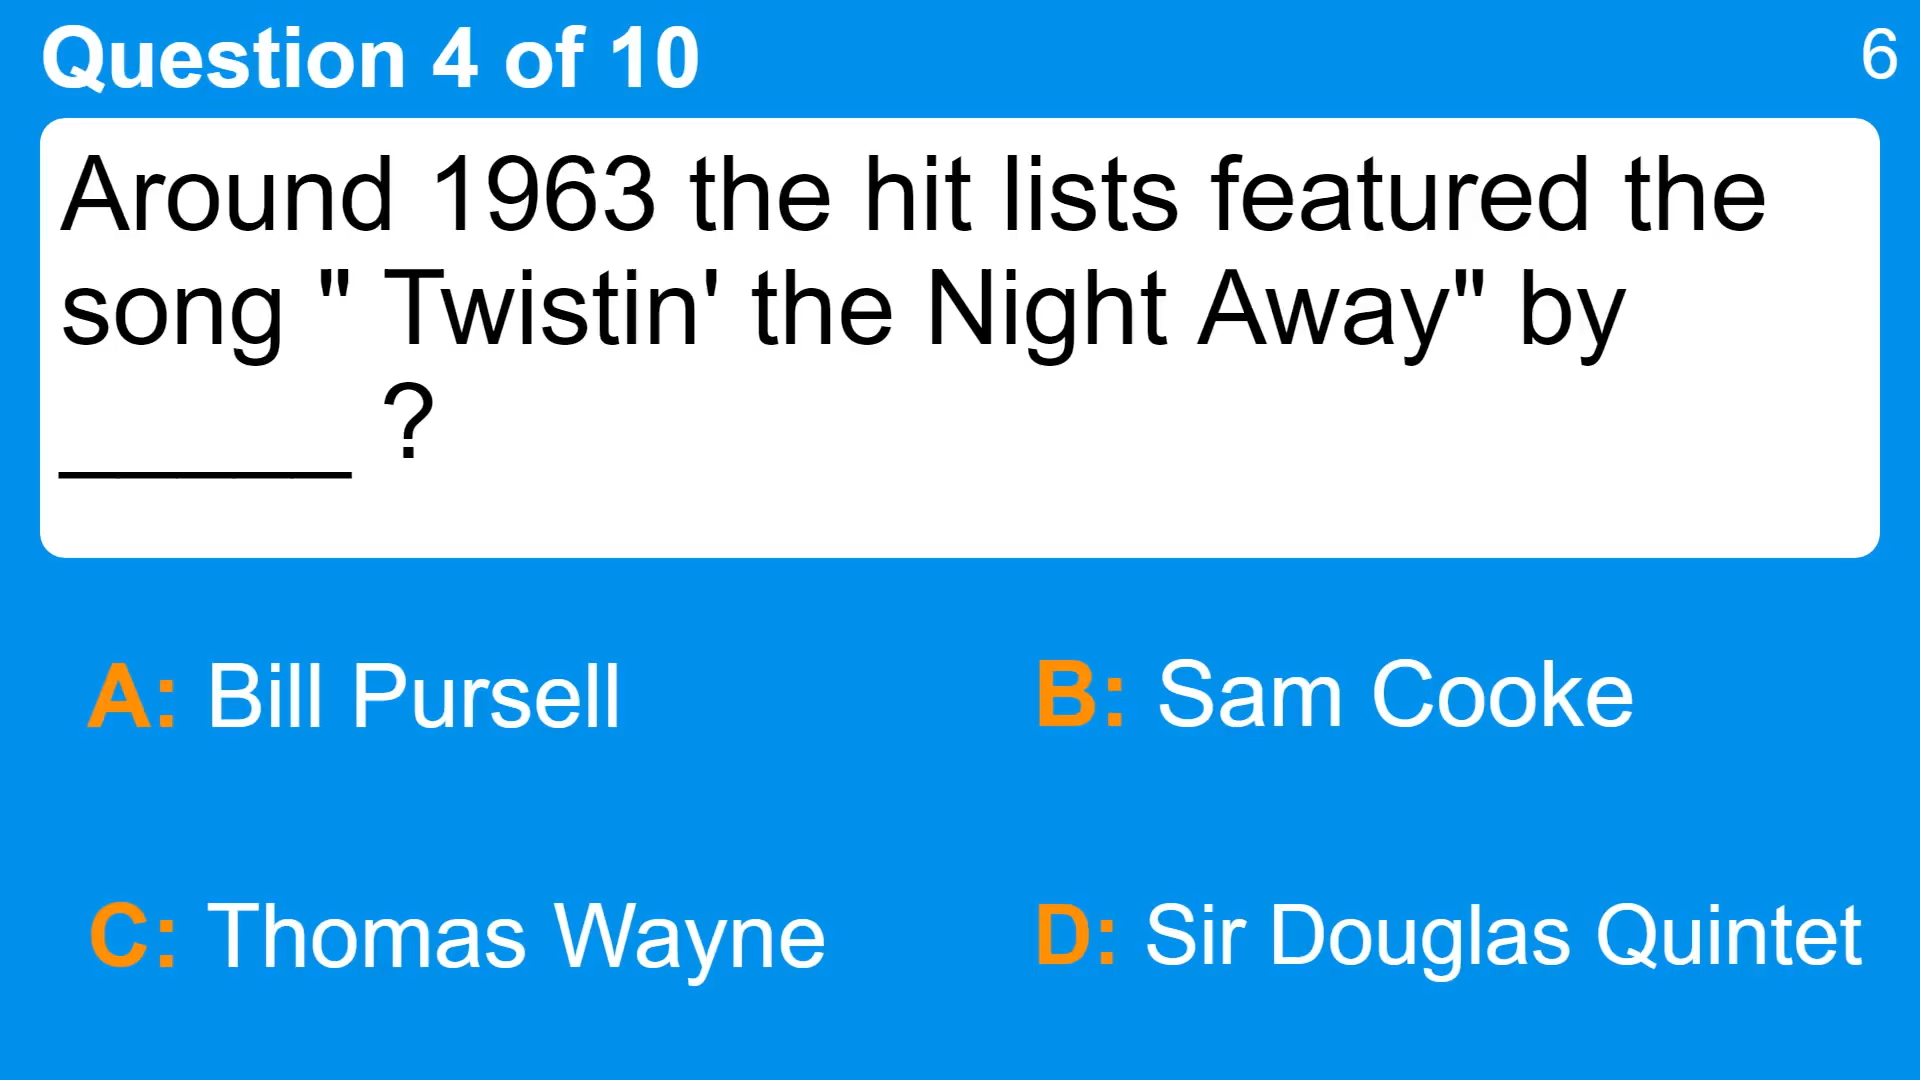 Question 4 of 10
6
Around 1963 the hit lists featured the
song " Twistin' the Night Away" by
_____ ?
A: Bill Pursell
B: Sam Cooke
C: Thomas Wayne
D: Sir Douglas Quintet